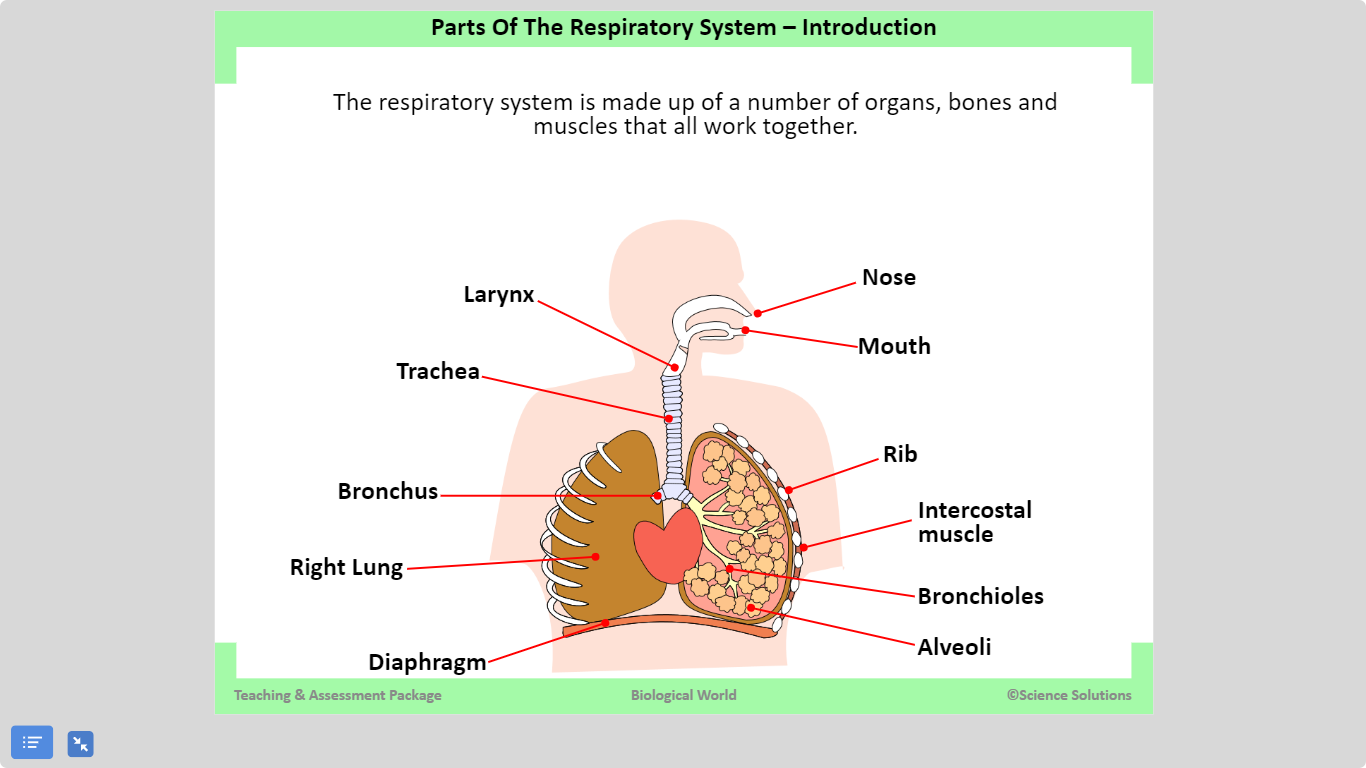 Parts Of The Respiratory System – Introduction
The respiratory system is made up of a number of organs, bones and
muscles that all work together.
Nose
Larynx
Mouth
Trachea
Rib
Bronchus
Intercostal
muscle
Right Lung
Bronchioles
Alveoli
Diaphragm
Teaching & Assessment Package
Biological World
©Science Solutions